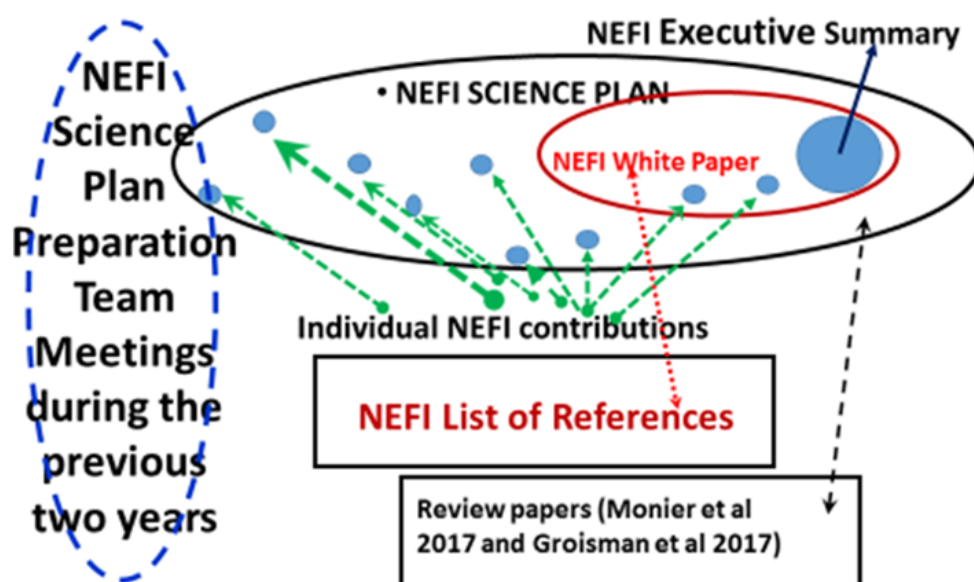 NEFI
Science
Plan
Preparation
Team
Meetings
during the
previous
two years
NEFI Executive Summary
• NEFI SCIENCE PLAN
NEFI White Paper
Individual NEFI contributions
NEFI List of References
Review papers (Monier et al
2017 and Groisman et al 2017)